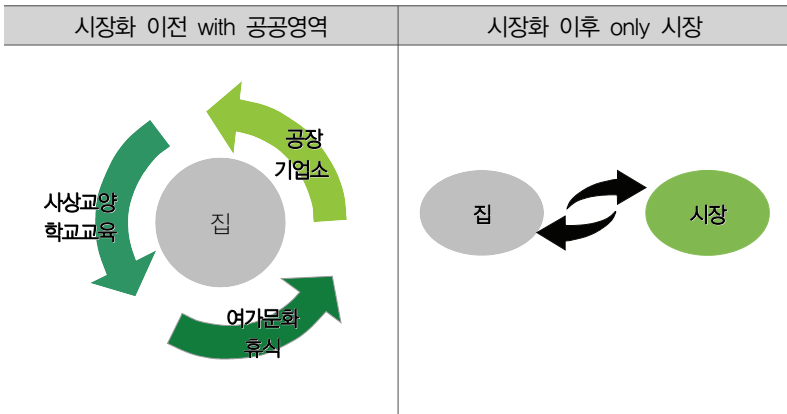 시장화 이전 with 공공영역
시장화 이후 only 시장
공장
기업소
사상교양
학교교육
집
여가문화
휴식
집
시장